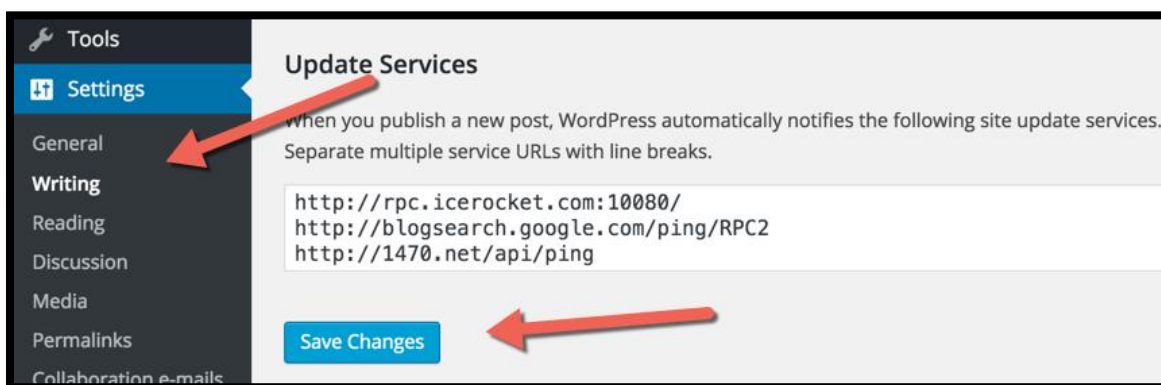 Tools
Settings
General
Writing
Reading
Discussion
Media
Permalinks
Collaboration e-mails
Update Services
When you publish a new post, WordPress automatically notifies the following site update services.
Separate multiple service URLs with line breaks.
http://rpc.icerocket.com:10080/
http://blogsearch.google.com/ping/RPC2
http://1470.net/api/ping
Save Changes